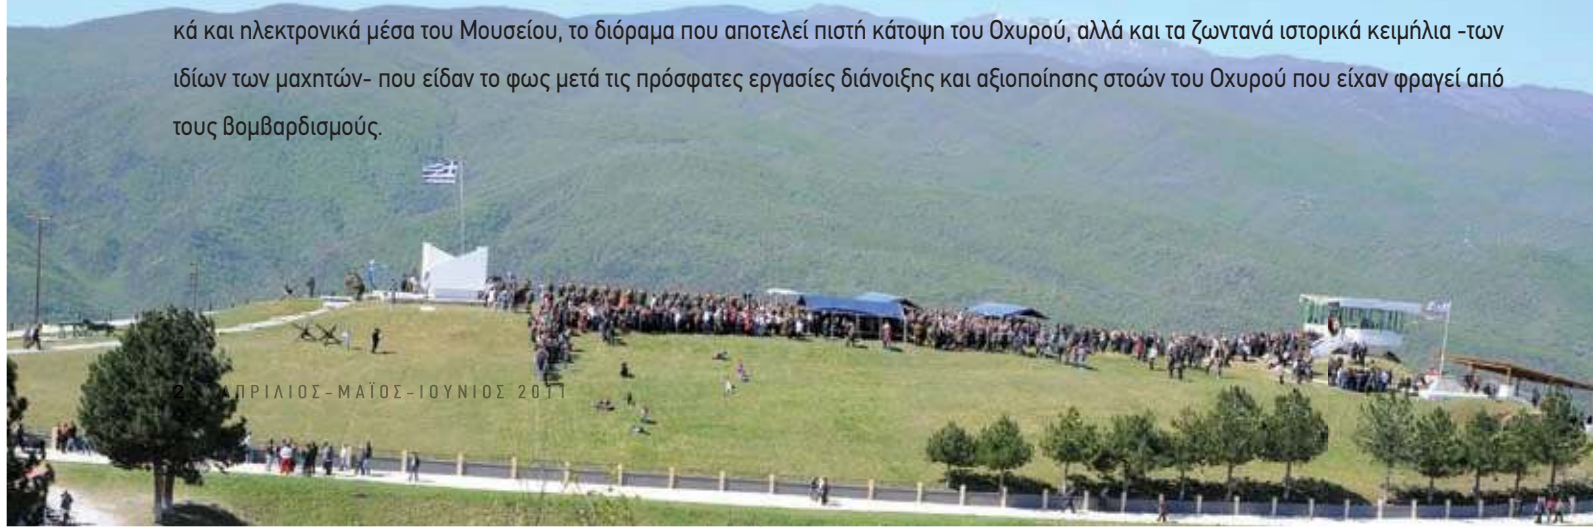 κά και ηλεκτρονικά μέσα του Μουσείου, το διόραμα που αποτελεί πιστή κάτοψη του Οχυρού, αλλά και τα ζωντανά ιστορικά κειμήλια -των
ιδίων των μαχητών- που είδαν το φως μετά τις πρόσφατες εργασίες διάνοιξης και αξιοποίησης στοών του Οχυρού που είχαν φραγεί από
τους βομβαρδισμούς.
2 ΑΠΡΙΛΙΟΣ-ΜΑΪΟΣ-ΙΟΥΝΙΟΣ 2011